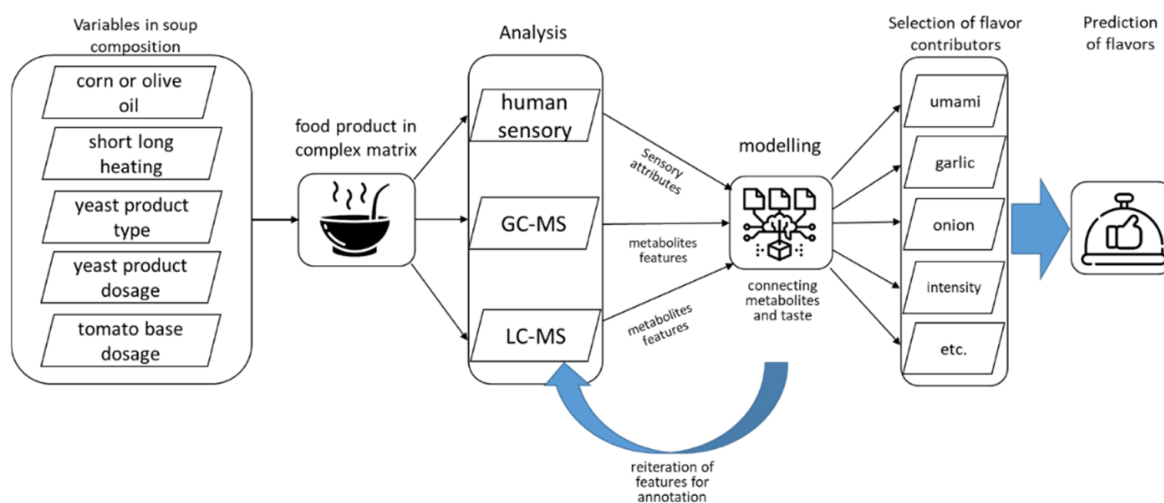 Variables in soup
composition
corn or olive
oil
short long
heating
yeast product
type
yeast product
dosage
tomato base
dosage
food product in
complex matrix
Analysis
human
sensory
GC-MS
LC-MS
Sensory
attributes
metabolites
features
metabolites
features
modelling
connecting
metabolites
and taste
reiteration of
features for
annotation
Selection of flavor
contributors
umami
garlic
onion
intensity
etc.
Prediction
of flavors